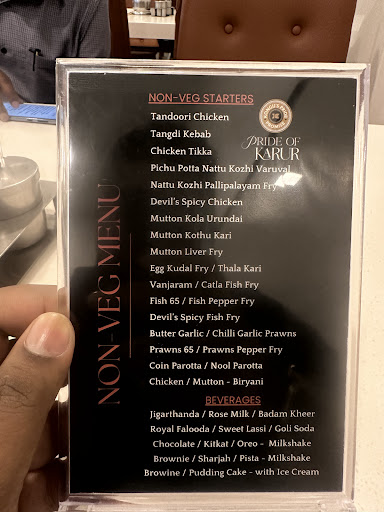 NON-VEG STARTERS
Tandoori Chicken
Tangdi Kebab
Chicken Tikka
PRIDE OF
KARUR
Pichu Potta Nattu Kozhi Varuval
Nattu Kozhi Pallipalayam Fry
Devil's Spicy Chicken
Mutton Kola Urundai
Mutton Kothu Kari
Mutton Liver Fry
Egg Kudal Fry / Thala Kari
Vanjaram / Catla Fish Fry
Fish 65 / Fish Pepper Fry
Devil's Spicy Fish Fry
Butter Garlic / Chilli Garlic Prawns
Prawns 65 / Prawns Pepper Fry
Coin Parotta / Nool Parotta
Chicken / Mutton - Biryani
BEVERAGES
Jigarthanda / Rose Milk / Badam Kheer
Royal Falooda / Sweet Lassi / Goli Soda
Chocolate / Kitkat / Oreo - Milkshake
Brownie / Sharjah / Pista - Milkshake
Browine / Pudding Cake - with Ice Cream
NON-VEG MENU